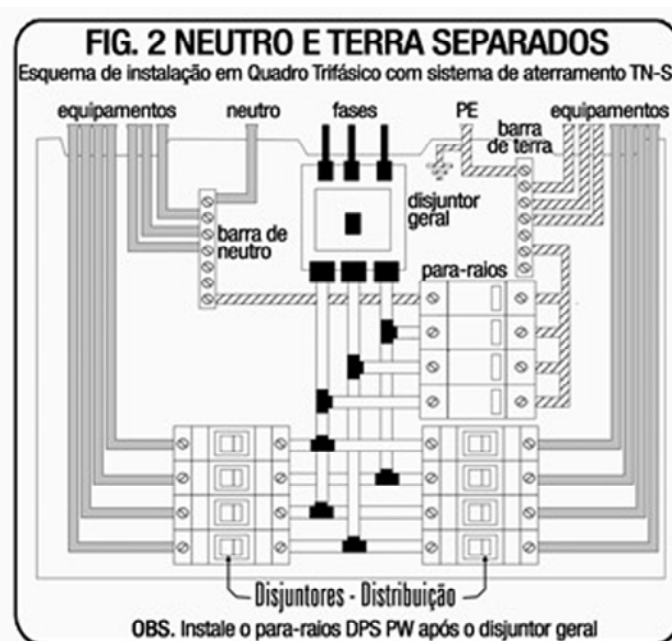 FIG. 2 NEUTRO E TERRA SEPARADOS
Esquema de instalação em Quadro Trifásico com sistema de aterramento TN-S
equipamentos neutro fases PE equipamentos
barra
de terra
disjuntor
geral
barra de
neutro
para-raios
Disjuntores - Distribuição
OBS. Instale o para-raios DPS PW após o disjuntor geral